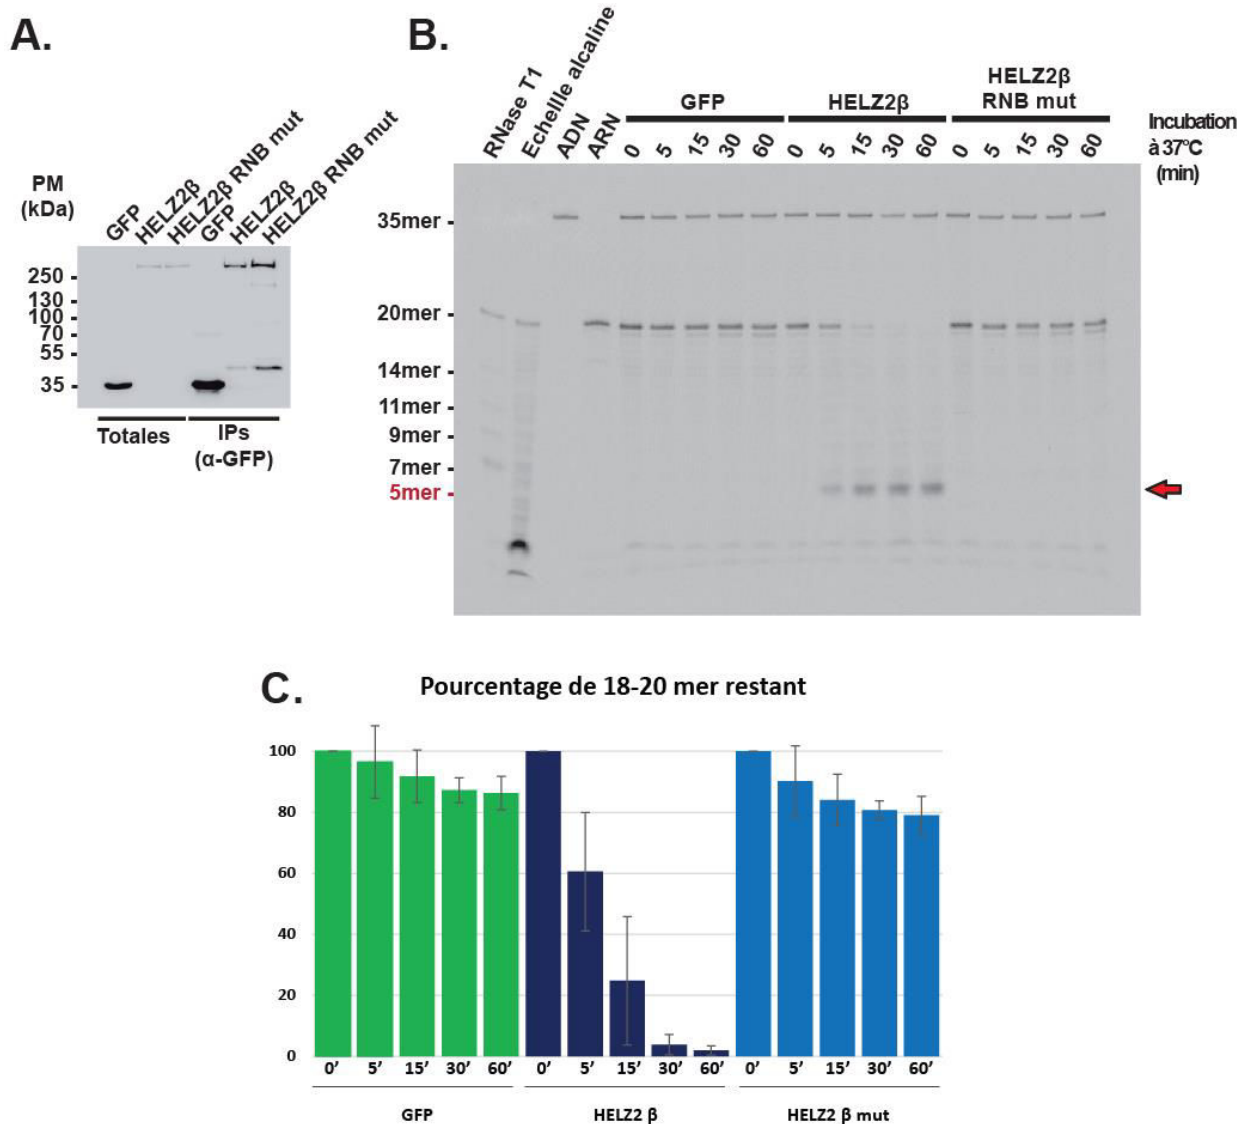 A.
PM
(kDa)
GFP
HELZ2β
HELZ2β RNB mut
GFP
HELZ2β
HELZ2β RNB mut
250
130
100
70
55
35
Totales
IPs
(α-GFP)
B.
RNase T1
Echellle alcaline
ADN
ARN
GFP
HELZ2β
HELZ2β
RNB mut
0 5 15 30 60 0 5 15 30 60 0 5 15 30 60
Incubation
à 37°C
(min)
35mer
20mer
14mer
11mer
9mer
7mer
5mer
C.
Pourcentage de 18-20 mer restant
100
80
60
40
20
0
0' 5' 15' 30' 60' 0' 5' 15' 30' 60' 0' 5' 15' 30' 60'
GFP HELZ2 β HELZ2 β mut